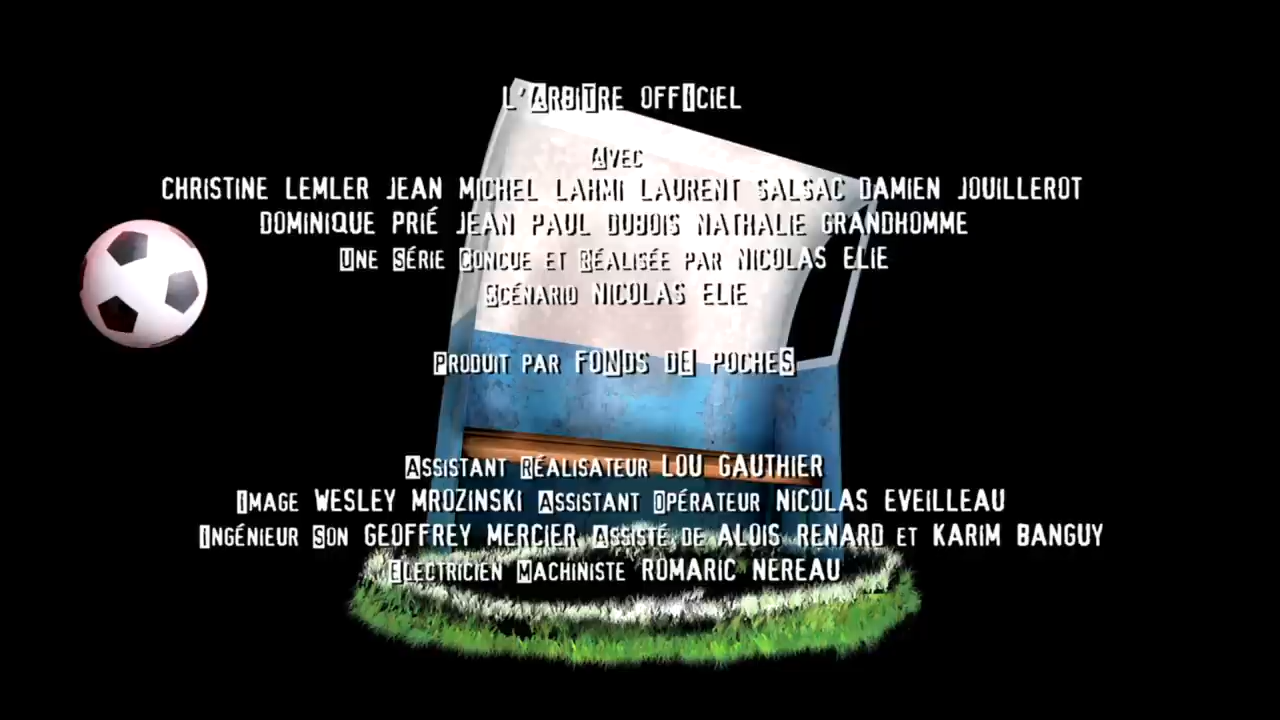 L'ARBITRE OFFICIEL
AVEC
CHRISTINE LEMLER JEAN MICHEL LAHMI LAURENT SALSAC DAMIEN JOUILLEROT
DOMINIQUE PRIÉ JEAN PAUL DUBOIS NATHALIE GRANDHOMME
UNE SÉRIE CONCUE ET RÉALISÉE PAR NICOLAS ELIE
SCÉNARIO NICOLAS ELIE
PRODUIT PAR FONDS DE POCHES
ASSISTANT RÉALISATEUR LOU GAUTHIER
IMAGE WESLEY MROZINSKI ASSISTANT OPÉRATEUR NICOLAS EVEILLEAU
INGÉNIEUR SON GEOFFREY MERCIER ASSISTÉ DE ALOIS RENARD ET KARIM BANGUY
ELECTRICIEN MACHINISTE ROMARIC NEREAU